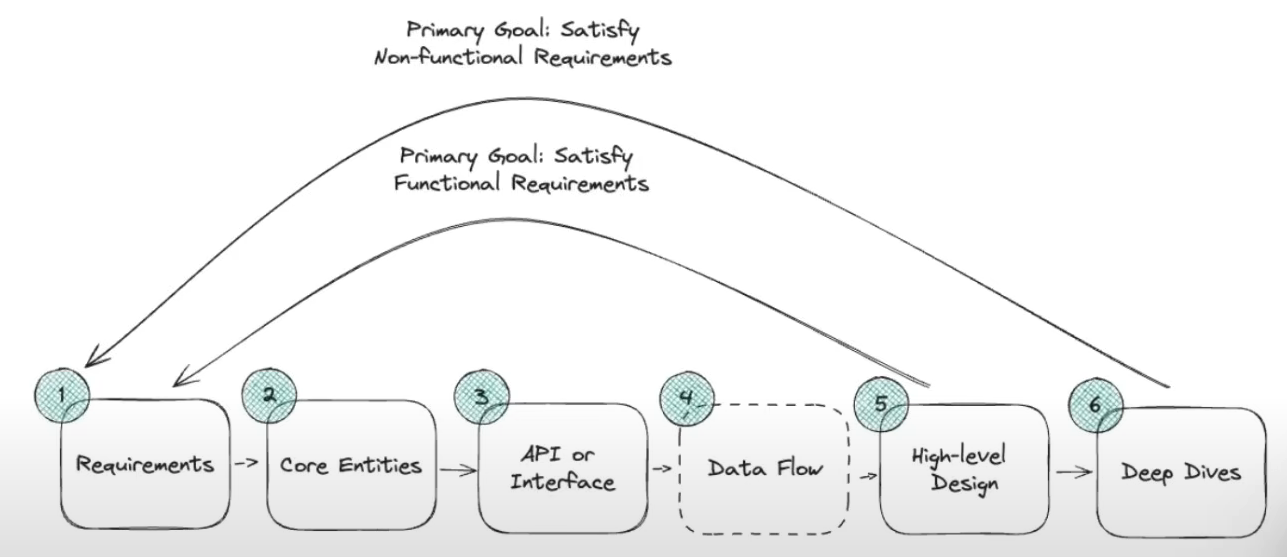 Primary Goal: Satisfy
Non-functional Requirements
Primary Goal: Satisfy
Functional Requirements
1
2
3
4
5
6
Requirements
Core Entities
API or
Interface
Data Flow
High-level
Design
Deep Dives